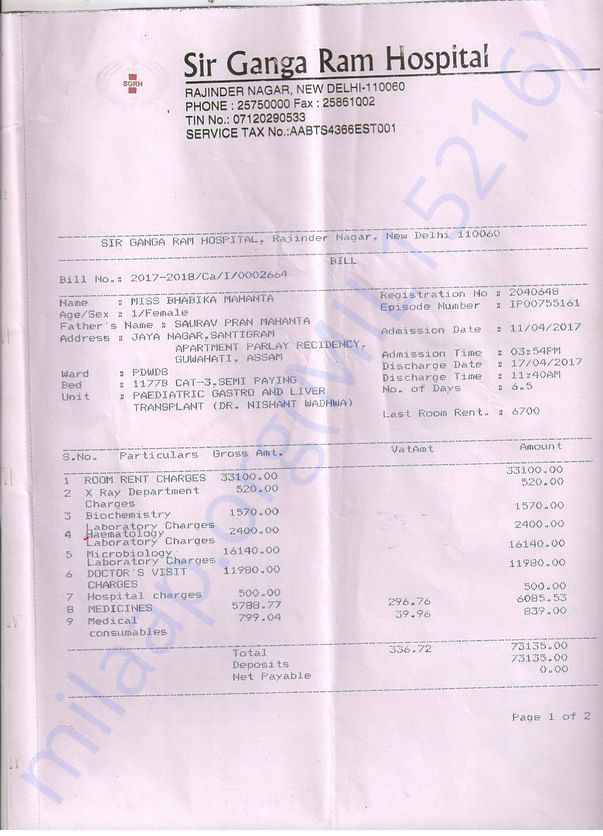 SGRH
Sir Ganga Ram Hospital
RAJINDER NAGAR, NEW DELHI-110060
PHONE : 25750000 Fax : 25861002
TIN No.: 07120290533
SERVICE TAX No.:AABTS4366EST001
SIR GANGA RAM HOSPITAL, Rajinder Nagar, New Delhi 110060
BILL
Bill No.: 2017-2018/Ca/I/0002664
Name : MISS BHABIKA MAHANTA Registration No : 2040648
Age/Sex : 1/Female Episode Number : IP00755161
Father's Name : SAURAV PRAN MAHANTA
Address : JAYA NAGAR,SANTIGRAM Admission Date : 11/04/2017
APARTMENT PARLAY RECIDENCY,
GUWAHATI, ASSAM Admission Time : 03:54PM
Ward : PDWD8 Discharge Date : 17/04/2017
Bed : 1177B CAT-3,SEMI PAYING Discharge Time : 11:40AM
Unit : PAEDIATRIC GASTRO AND LIVER No. of Days : 6.5
TRANSPLANT (DR. NISHANT WADHWA)
Last Room Rent. : 6700
S.No. Particulars Gross Amt. VatAmt Amount
1 ROOM RENT CHARGES 33100.00 33100.00
2 X Ray Department 520.00 520.00
Charges
3 Biochemistry 1570.00 1570.00
Laboratory Charges
4 Haematology 2400.00 2400.00
Laboratory Charges
5 Microbiology 16140.00 16140.00
Laboratory Charges
6 DOCTOR'S VISIT 11980.00 11980.00
CHARGES
7 Hospital charges 500.00 500.00
8 MEDICINES 5788.77 296.76 6085.53
9 Medical 799.04 39.96 839.00
consumables
Total 336.72 73135.00
Deposits 73135.00
Net Payable 0.00
Page 1 of 2
milaap.org(MIL115216)